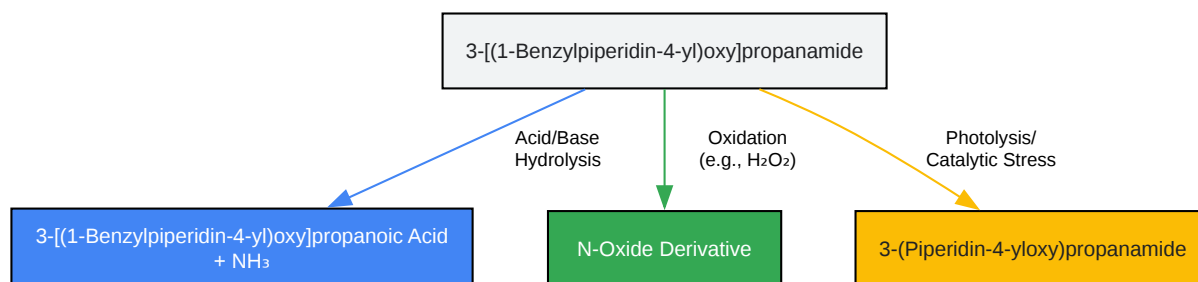 3-[(1-Benzylpiperidin-4-yl)oxy]propanamide
Acid/Base
Hydrolysis
Oxidation
(e.g., H₂O₂)
Photolysis/
Catalytic Stress
3-[(1-Benzylpiperidin-4-yl)oxy]propanoic Acid
+ NH₃
N-Oxide Derivative
3-(Piperidin-4-yloxy)propanamide